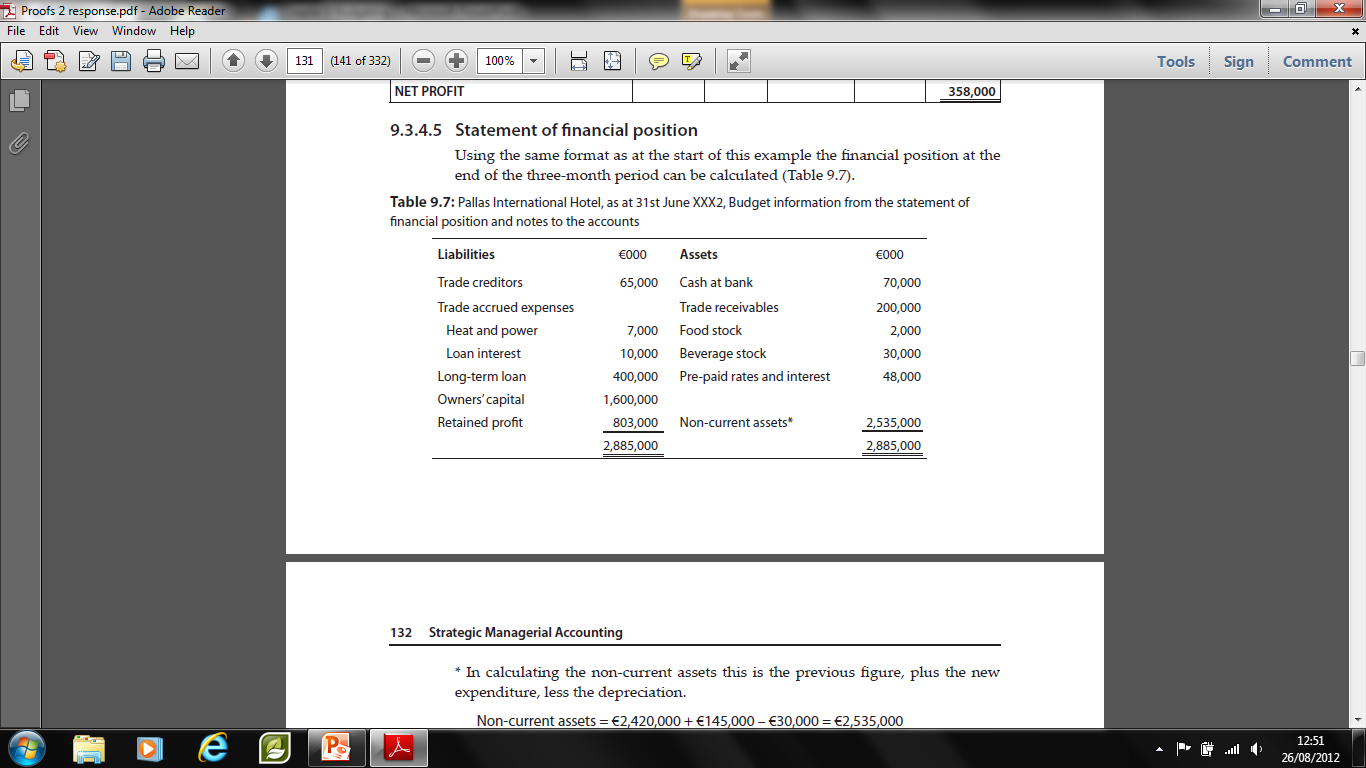 Proofs 2 response.pdf - Adobe Reader
File Edit View Window Help
131 (141 of 332) 100% Tools Sign Comment
NET PROFIT 358,000
9.3.4.5 Statement of financial position
Using the same format as at the start of this example the financial position at the
end of the three-month period can be calculated (Table 9.7).
Table 9.7: Pallas International Hotel, as at 31st June XXX2, Budget information from the statement of
financial position and notes to the accounts
Liabilities €000 Assets €000
Trade creditors 65,000 Cash at bank 70,000
Trade accrued expenses Trade receivables 200,000
Heat and power 7,000 Food stock 2,000
Loan interest 10,000 Beverage stock 30,000
Long-term loan 400,000 Pre-paid rates and interest 48,000
Owners' capital 1,600,000
Retained profit 803,000 Non-current assets* 2,535,000
2,885,000 2,885,000
132 Strategic Managerial Accounting
* In calculating the non-current assets this is the previous figure, plus the new
expenditure, less the depreciation.
Non-current assets = €2,420,000 + €145,000 – €30,000 = €2,535,000
12:51
26/08/2012